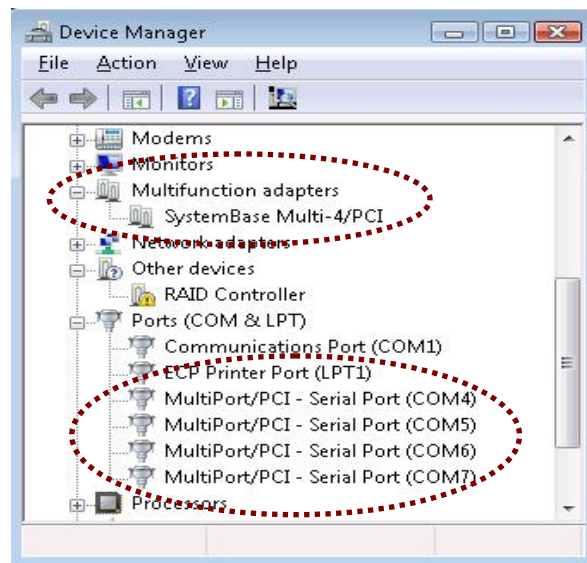 Device Manager
File Action View Help
Modems
Monitors
Multifunction adapters
SystemBase Multi-4/PCI
Network adapters
Other devices
RAID Controller
Ports (COM & LPT)
Communications Port (COM1)
ECP Printer Port (LPT1)
MultiPort/PCI - Serial Port (COM4)
MultiPort/PCI - Serial Port (COM5)
MultiPort/PCI - Serial Port (COM6)
MultiPort/PCI - Serial Port (COM7)
Processors